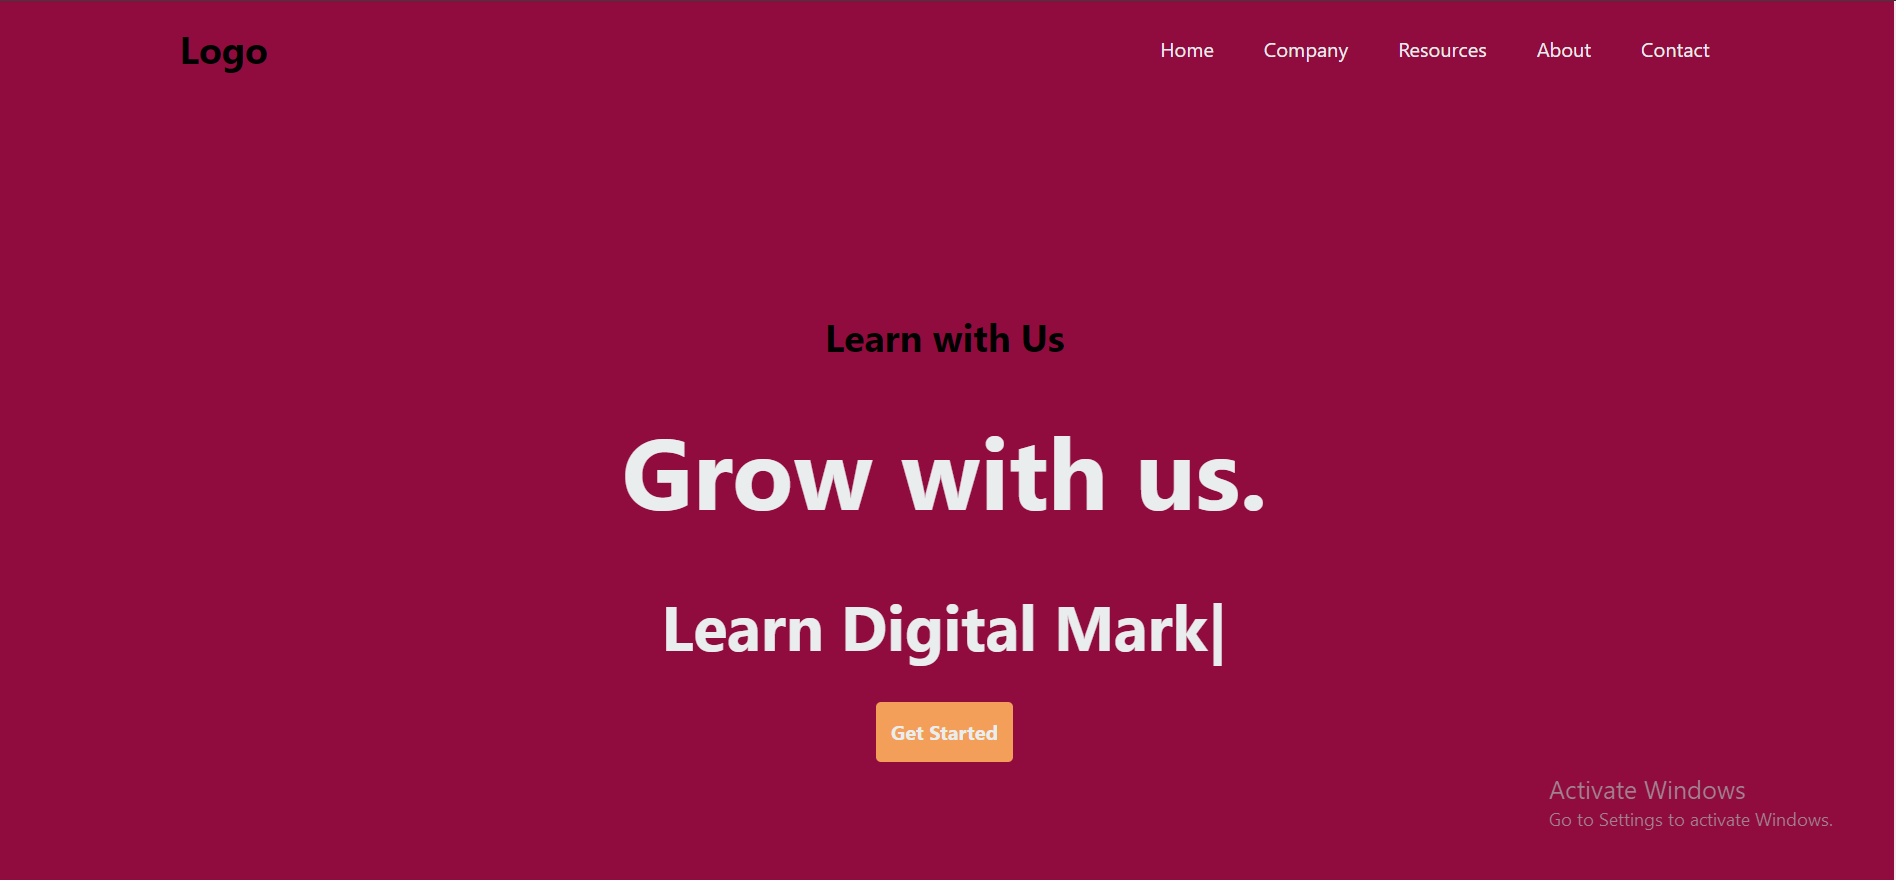 Logo
Home Company Resources About Contact
Learn with Us
Grow with us.
Learn Digital Mark|
Get Started
Activate Windows
Go to Settings to activate Windows.